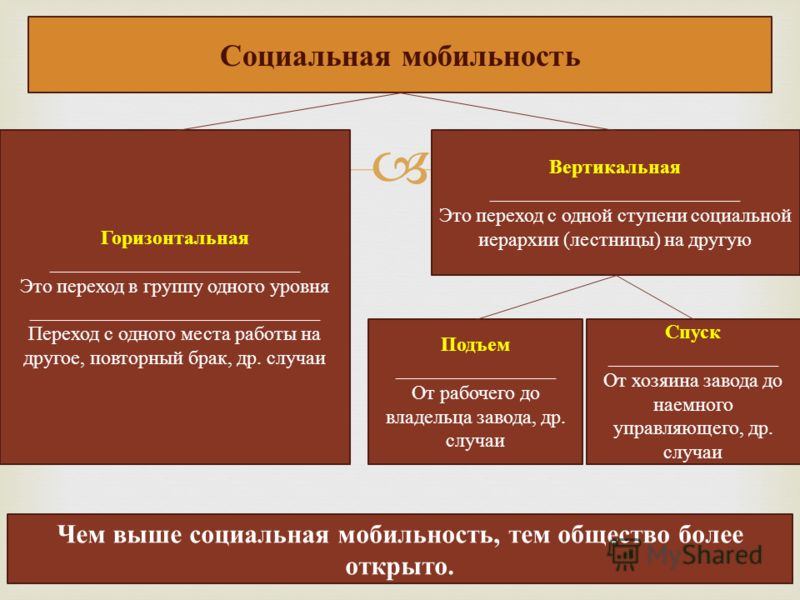 Социальная мобильность
Горизонтальная
Это переход в группу одного уровня
Переход с одного места работы на
другое, повторный брак, др. случаи
Вертикальная
Это переход с одной ступени социальной
иерархии (лестницы) на другую
Подъем
От рабочего до
владельца завода, др.
случаи
Спуск
От хозяина завода до
наемного
управляющего, др.
случаи
Чем выше социальная мобильность, тем общество более
открыто.
MyShared